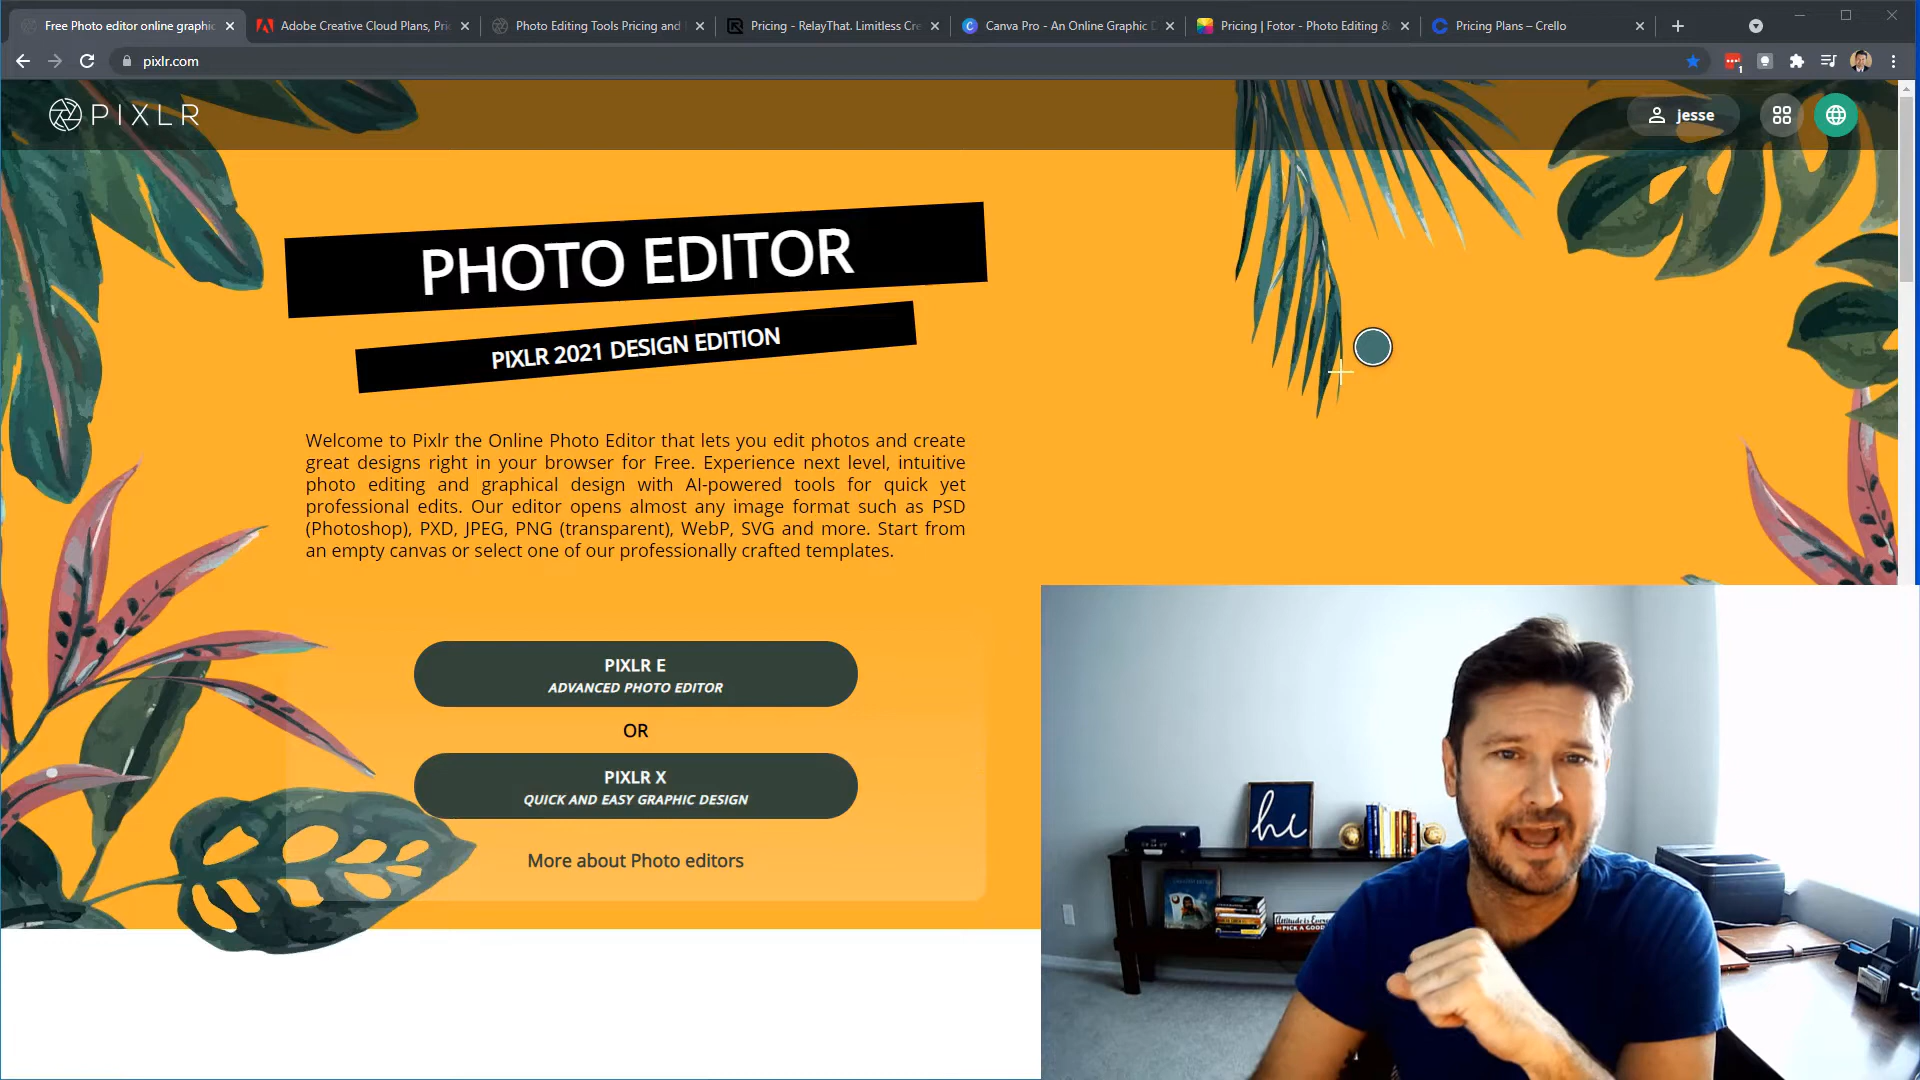 Free Photo editor online graphic
Adobe Creative Cloud Plans, Pric
Photo Editing Tools Pricing and
Pricing - RelayThat. Limitless Cre
Canva Pro - An Online Graphic D
Pricing | Fotor - Photo Editing &
Pricing Plans – Crello
pixlr.com
1
PIXLR
jesse
PHOTO EDITOR
PIXLR 2021 DESIGN EDITION
Welcome to Pixlr the Online Photo Editor that lets you edit photos and create
great designs right in your browser for Free. Experience next level, intuitive
photo editing and graphical design with AI-powered tools for quick yet
professional edits. Our editor opens almost any image format such as PSD
(Photoshop), PXD, JPEG, PNG (transparent), WebP, SVG and more. Start from
an empty canvas or select one of our professionally crafted templates.
PIXLR E
ADVANCED PHOTO EDITOR
OR
PIXLR X
QUICK AND EASY GRAPHIC DESIGN
More about Photo editors
hi
Attitude is
PICK A GOOD